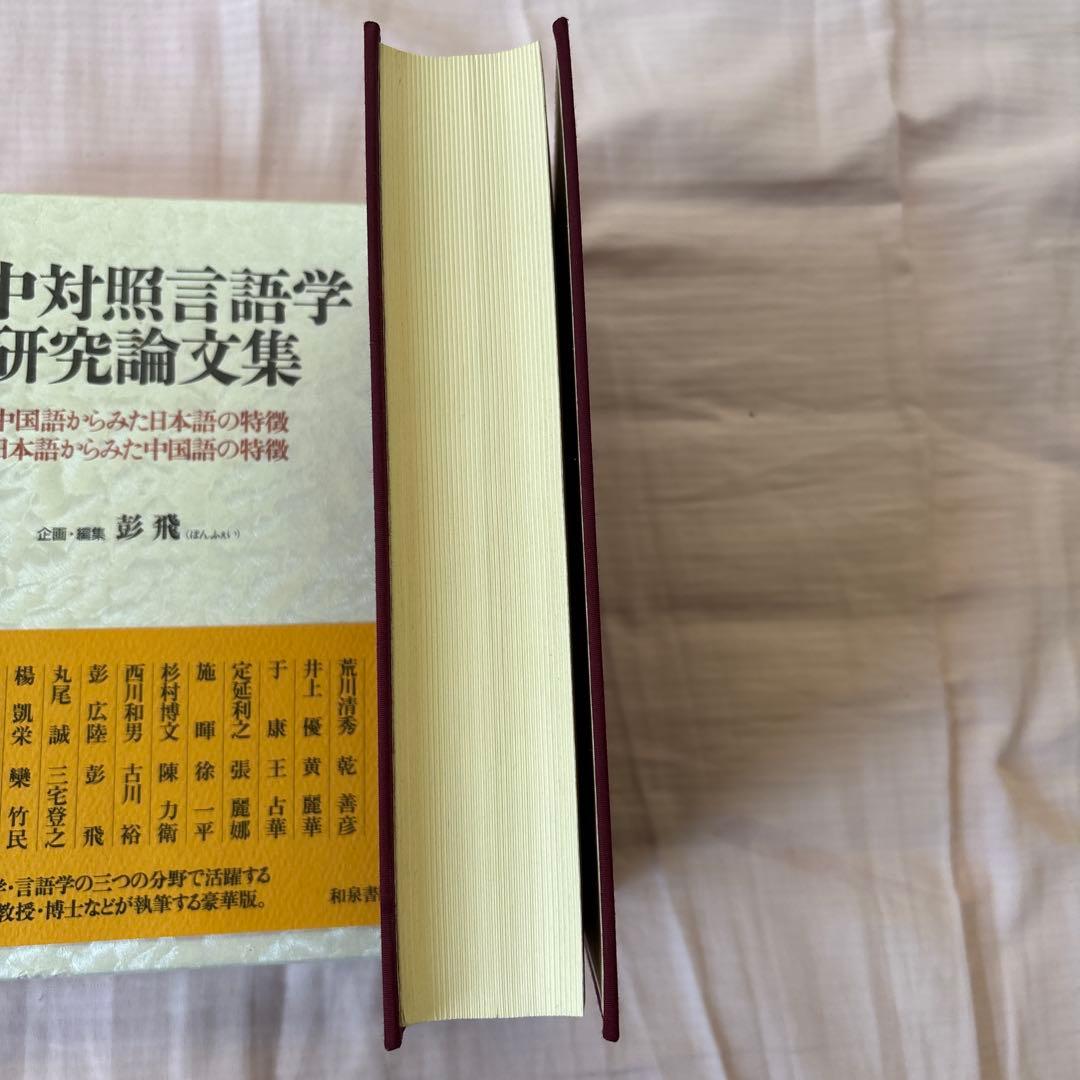 中対照言語学
研究論文集
中国語からみた日本語の特徴
日本語からみた中国語の特徴
企画・編集 彭 飛(ぽんふぇい)
荒川清秀 乾 善彦
井上 優 黄 麗華
于 康 王 占華
定延利之 張 麗娜
施 暉 徐 一平
杉村博文 陳 力衛
西川和男 古川 裕
彭 広陸 彭 飛
丸尾 誠 三宅登之
楊 凱栄 欒 竹民
学・言語学の三つの分野で活躍する
教授・博士などが執筆する豪華版。
和泉書